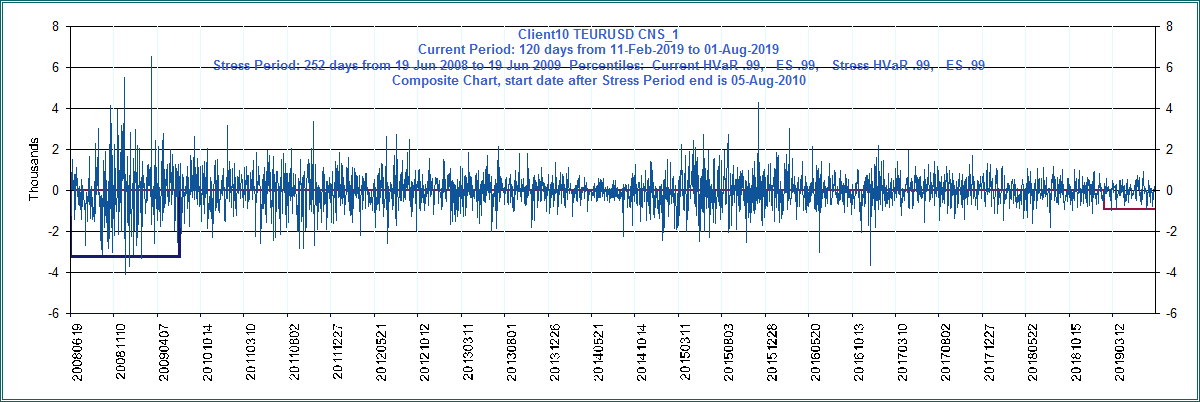 Client10 TEURUSD CNS_1
Current Period: 120 days from 11-Feb-2019 to 01-Aug-2019
Stress Period: 252 days from 19 Jun 2008 to 19 Jun 2009  Percentiles:  Current HVaR .99,   ES .99,   Stress HVaR .99,   ES .99
Composite Chart, start date after Stress Period end is 05-Aug-2010
Thousands
8 8
6 6
4 4
2 2
0 0
-2 -2
-4 -4
-6 -6
20080619 20081110 20090407 20101014 20110310 20110802 20111227 20120521 20121012 20130311 20130801 20131226 20140521 20141014 20150311 20150803 20151228 20160520 20161013 20170310 20170802 20171227 20180522 20181015 20190312